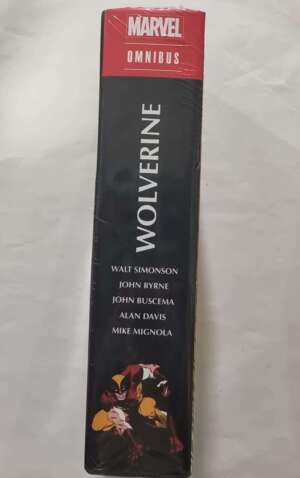 MARVEL
OMNIBUS
WOLVERINE
WALT SIMONSON
JOHN BYRNE
JOHN BUSCEMA
ALAN DAVIS
MIKE MIGNOLA